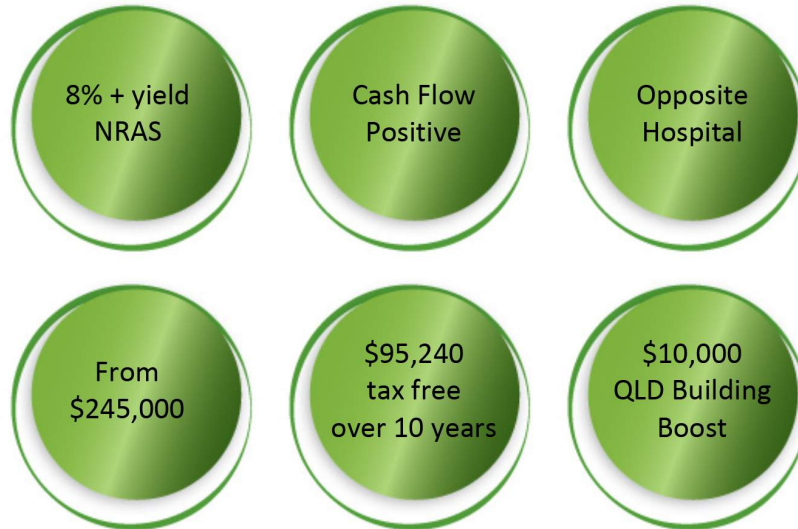 8% + yield
NRAS
Cash Flow
Positive
Opposite
Hospital
From
$245,000
$95,240
tax free
over 10 years
$10,000
QLD Building
Boost